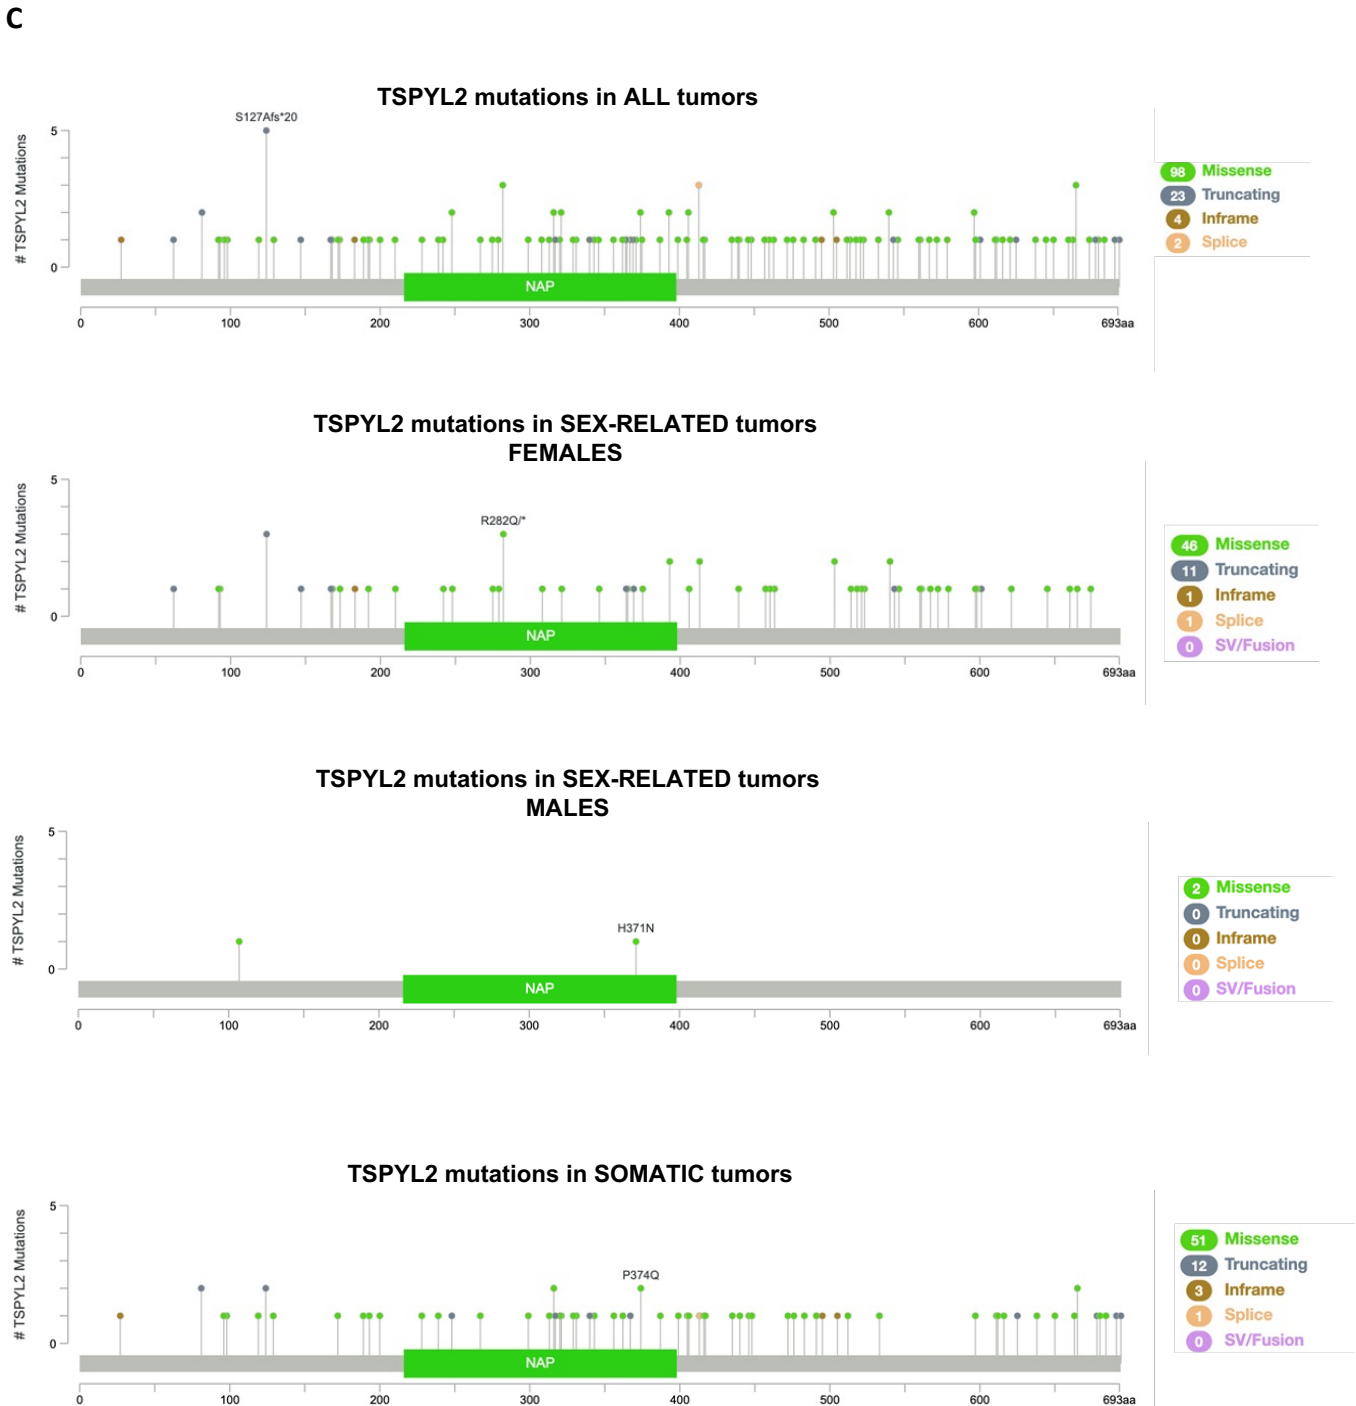 C
TSPYL2 mutations in ALL tumors
S127Afs*20
# TSPYL2 Mutations
5
0
NAP
0 100 200 300 400 500 600 693aa
98 Missense
23 Truncating
4 Inframe
2 Splice
TSPYL2 mutations in SEX-RELATED tumors
FEMALES
R282Q/*
# TSPYL2 Mutations
5
0
NAP
0 100 200 300 400 500 600 693aa
46 Missense
11 Truncating
1 Inframe
1 Splice
0 SV/Fusion
TSPYL2 mutations in SEX-RELATED tumors
MALES
H371N
# TSPYL2 Mutations
5
0
NAP
0 100 200 300 400 500 600 693aa
2 Missense
0 Truncating
0 Inframe
0 Splice
0 SV/Fusion
TSPYL2 mutations in SOMATIC tumors
P374Q
# TSPYL2 Mutations
5
0
NAP
0 100 200 300 400 500 600 693aa
51 Missense
12 Truncating
3 Inframe
1 Splice
0 SV/Fusion